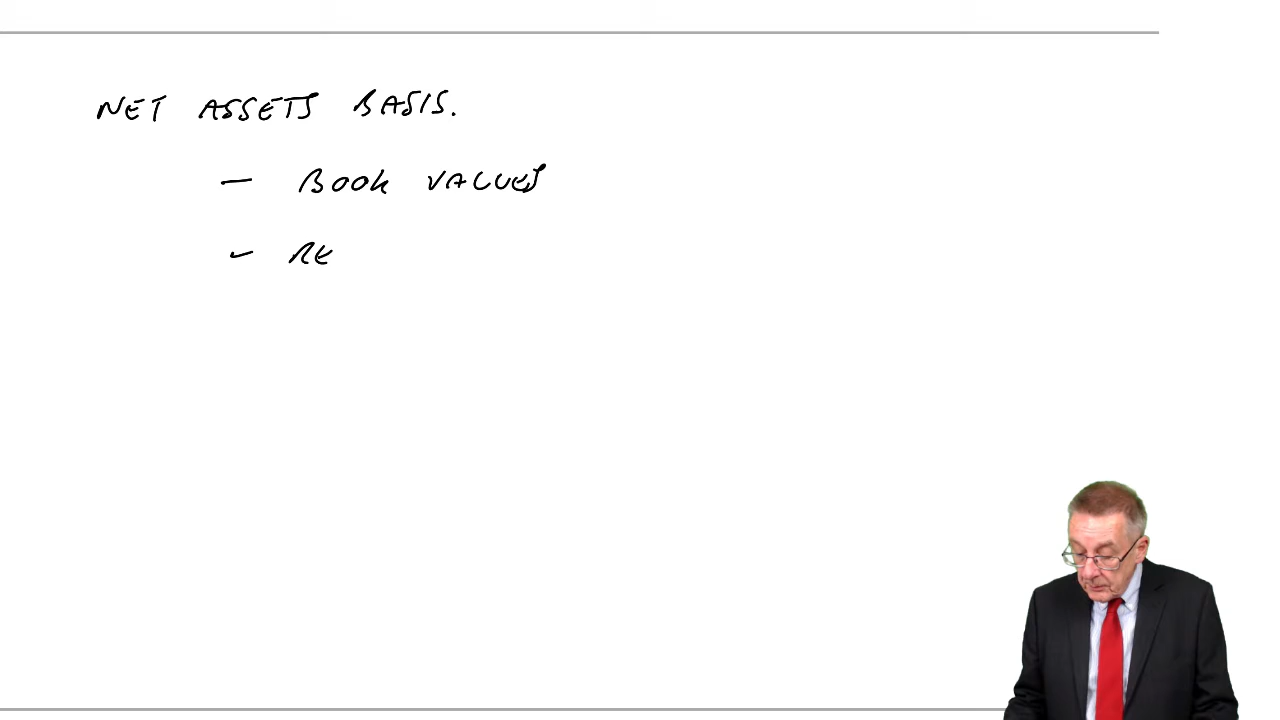 NET ASSETS BASIS.
— BOOK VALUES
- RE